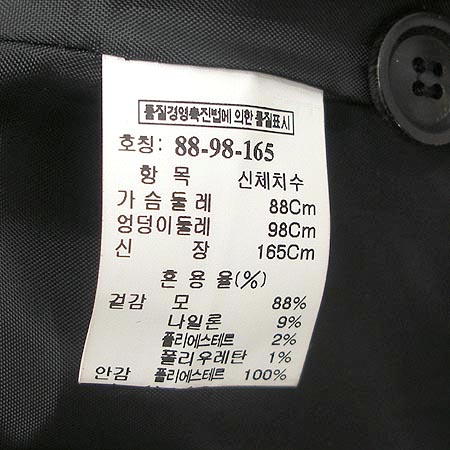 품질경영촉진법에 의한 품질표시
호칭: 88-98-165
항 목 신체치수
가 슴 둘 레 88Cm
엉덩이둘레 98Cm
신 장 165Cm
혼 용 율(%)
겉감 모 88%
나일론 9%
폴리에스테르 2%
폴리우레탄 1%
안감 폴리에스테르 100%